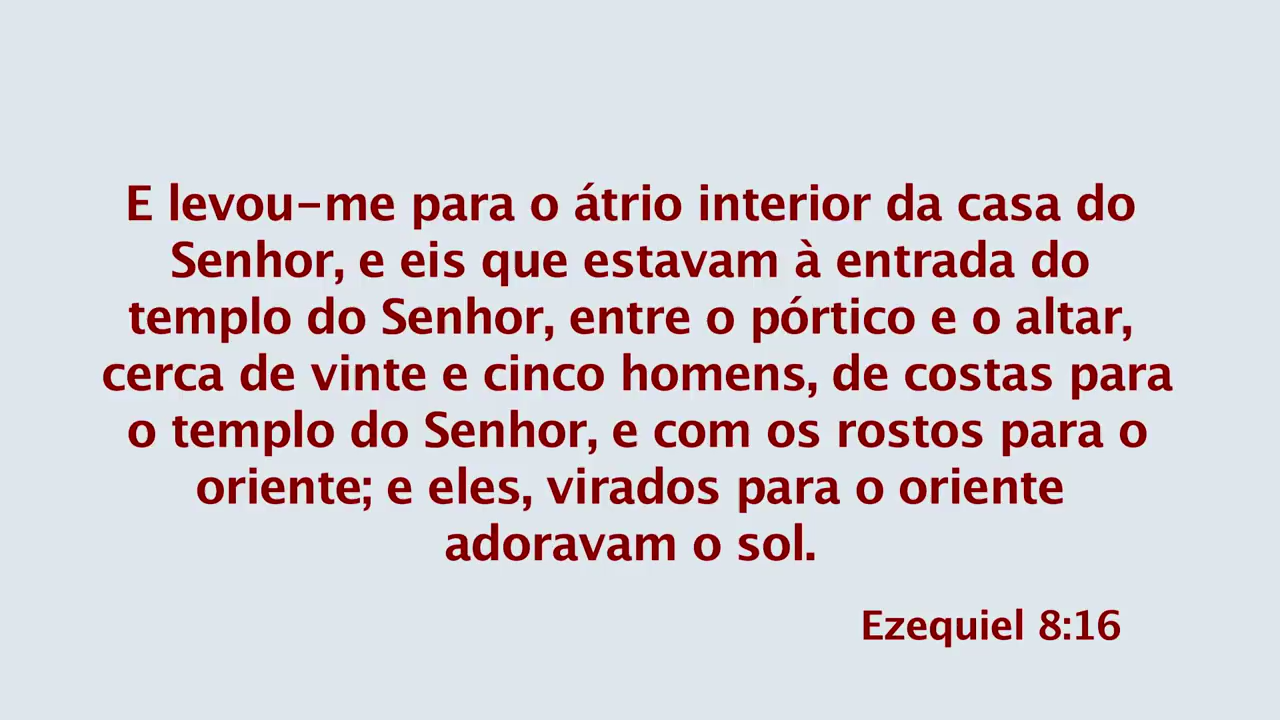 E levou-me para o átrio interior da casa do
Senhor, e eis que estavam à entrada do
templo do Senhor, entre o pórtico e o altar,
cerca de vinte e cinco homens, de costas para
o templo do Senhor, e com os rostos para o
oriente; e eles, virados para o oriente
adoravam o sol.
Ezequiel 8:16